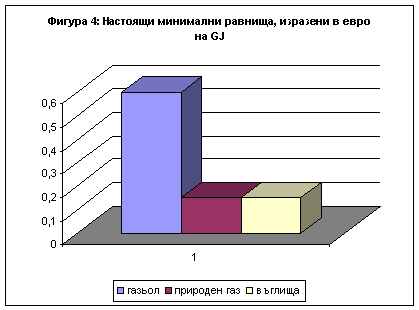 Фигура 4: Настоящи минимални равнища, изразени в евро
на GJ
0,6
0,5
0,4
0,3
0,2
0,1
0
1
газьол природен газ въглища